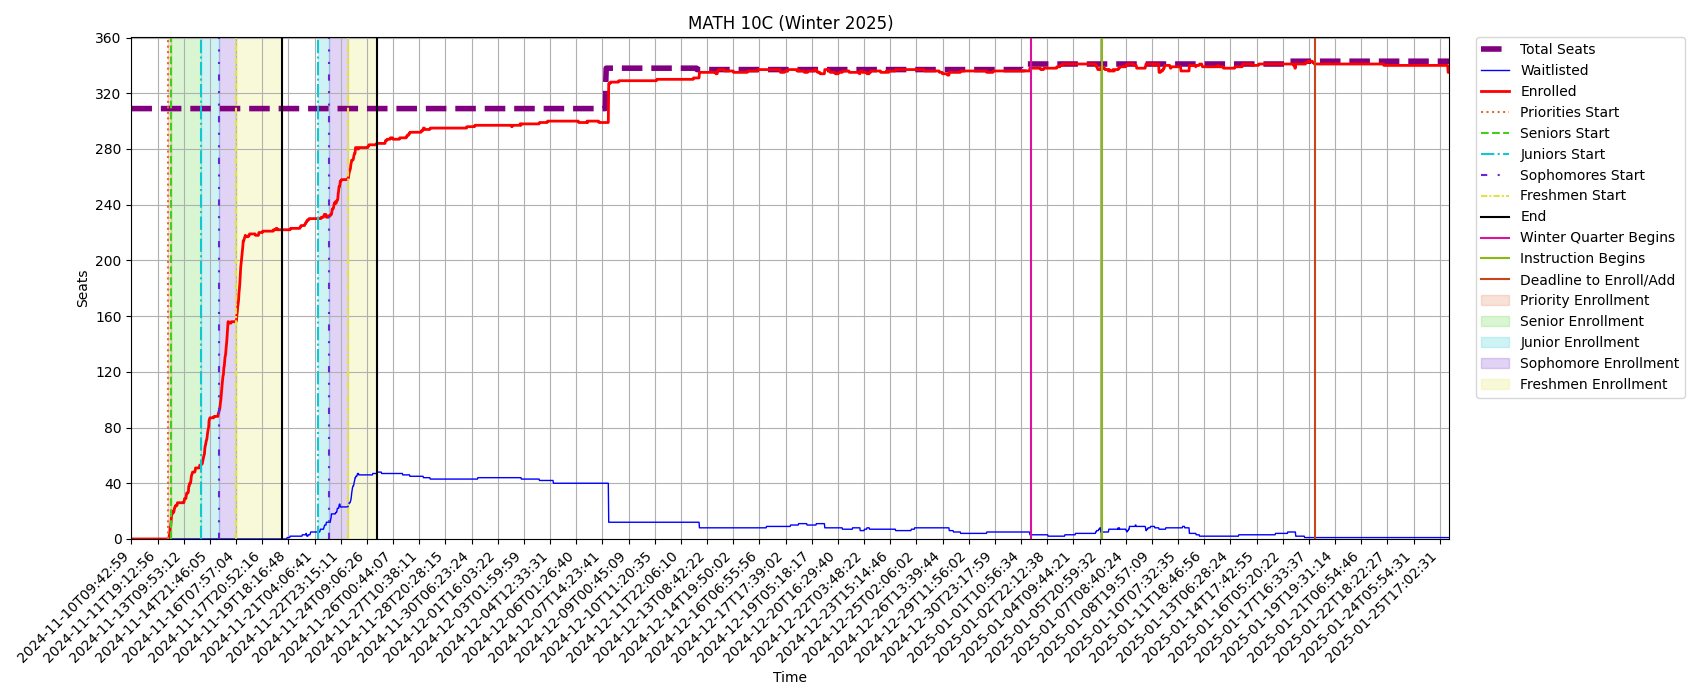 MATH 10C (Winter 2025)
360
320
280
240
200
160
120
80
40
0
Seats
2024-11-10T09:42:59
2024-11-11T19:12:56
2024-11-13T09:53:12
2024-11-14T21:46:05
2024-11-16T07:57:04
2024-11-17T20:52:16
2024-11-19T18:16:48
2024-11-21T04:06:41
2024-11-22T23:15:11
2024-11-24T09:06:26
2024-11-26T00:44:07
2024-11-27T10:38:11
2024-11-28T20:28:15
2024-11-30T06:23:24
2024-12-01T16:03:22
2024-12-03T01:59:59
2024-12-04T12:33:31
2024-12-06T01:26:40
2024-12-07T14:23:41
2024-12-09T00:45:09
2024-12-10T11:20:35
2024-12-11T22:06:10
2024-12-13T08:42:22
2024-12-14T19:50:02
2024-12-16T06:55:56
2024-12-17T17:39:02
2024-12-19T05:18:17
2024-12-20T16:29:40
2024-12-22T03:48:22
2024-12-23T15:14:46
2024-12-25T02:06:02
2024-12-26T13:39:44
2024-12-29T11:56:02
2024-12-30T23:17:59
2025-01-01T10:56:34
2025-01-02T22:12:38
2025-01-04T09:44:21
2025-01-05T20:59:32
2025-01-07T08:40:24
2025-01-08T19:57:09
2025-01-10T07:32:35
2025-01-11T18:46:56
2025-01-13T06:28:24
2025-01-14T17:42:55
2025-01-16T05:20:22
2025-01-17T16:33:37
2025-01-19T19:31:14
2025-01-21T06:54:46
2025-01-22T18:22:27
2025-01-24T05:54:31
2025-01-25T17:02:31
Time
Total Seats
Waitlisted
Enrolled
Priorities Start
Seniors Start
Juniors Start
Sophomores Start
Freshmen Start
End
Winter Quarter Begins
Instruction Begins
Deadline to Enroll/Add
Priority Enrollment
Senior Enrollment
Junior Enrollment
Sophomore Enrollment
Freshmen Enrollment